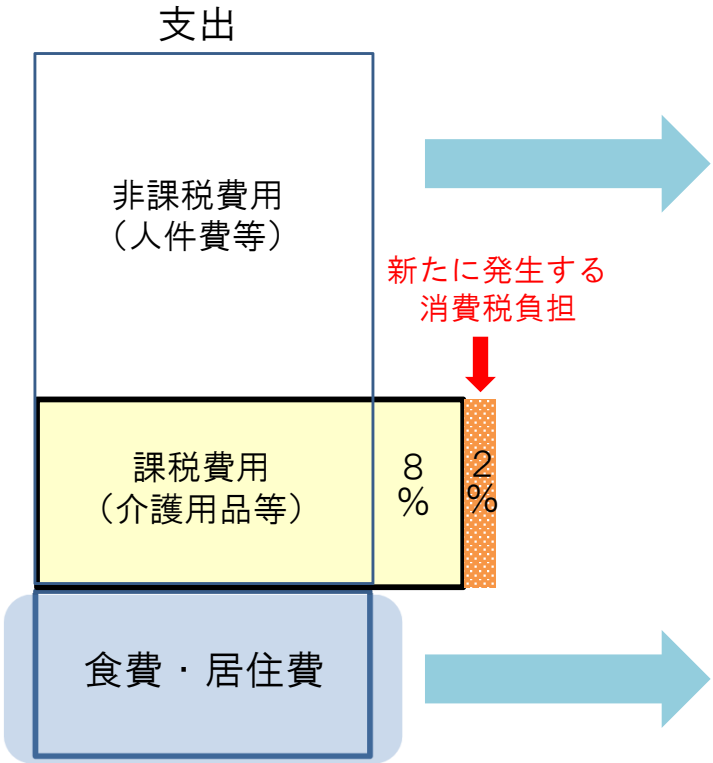 支出
非課税費用
（人件費等）
新たに発生する
消費税負担
課税費用
（介護用品等）
8
%
2
%
食費・居住費